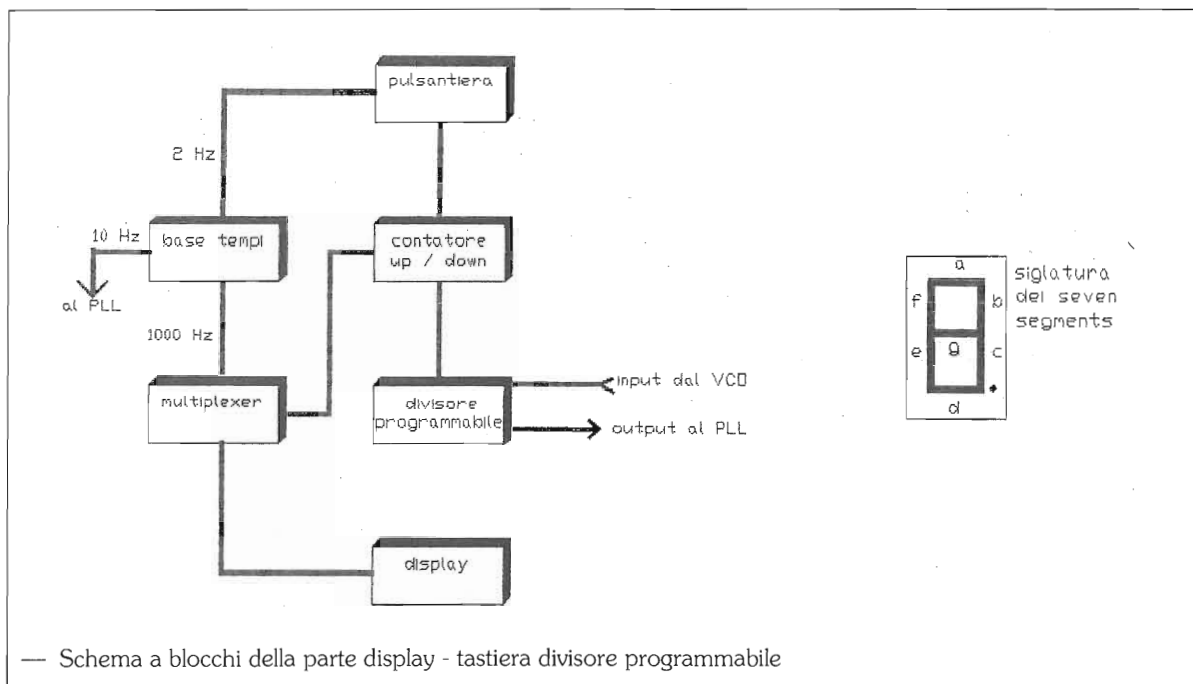 pulsantiera
2 Hz
10 Hz
base tempi
contatore
up / down
al PLL
1000 Hz
multiplexer
divisore
programmabile
input dal VCO
output al PLL
display
a
f
b
g
e
c
d
siglatura
dei seven
segments
— Schema a blocchi della parte display - tastiera divisore programmabile